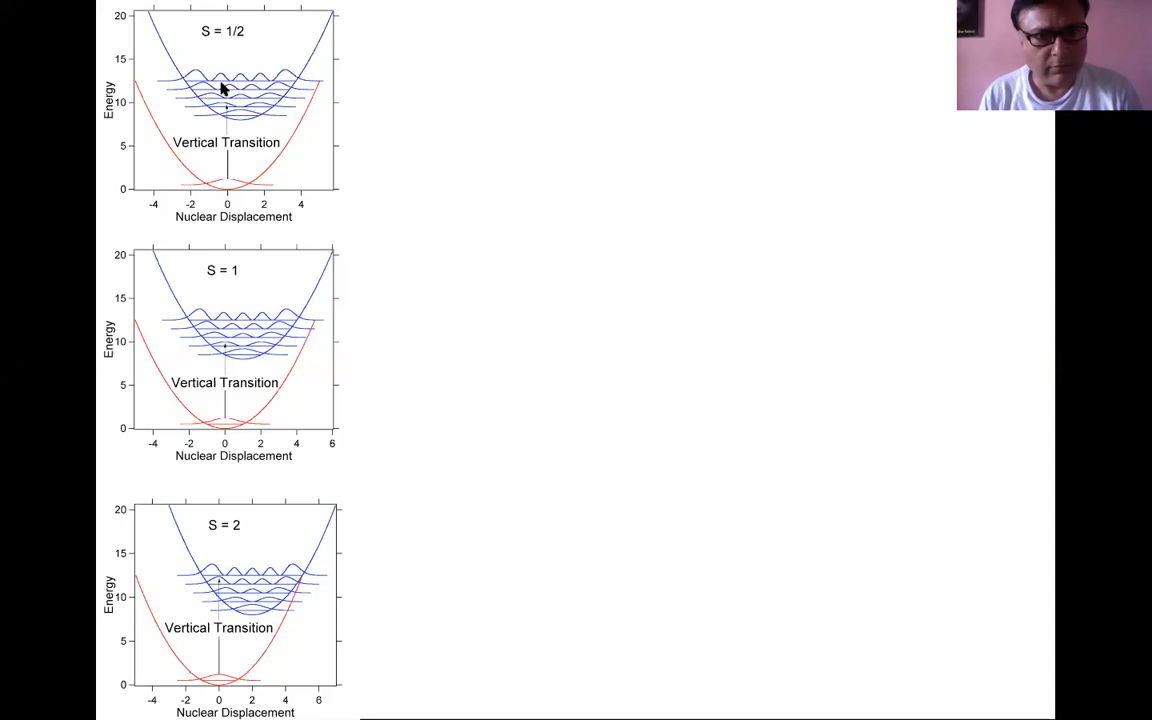 20
S = 1/2
15
Energy
10
Vertical Transition
5
0
-4 -2 0 2 4
Nuclear Displacement
20
S = 1
15
Energy
10
Vertical Transition
5
0
-4 -2 0 2 4 6
Nuclear Displacement
20
S = 2
15
Energy
10
Vertical Transition
5
0
-4 -2 0 2 4 6
Nuclear Displacement